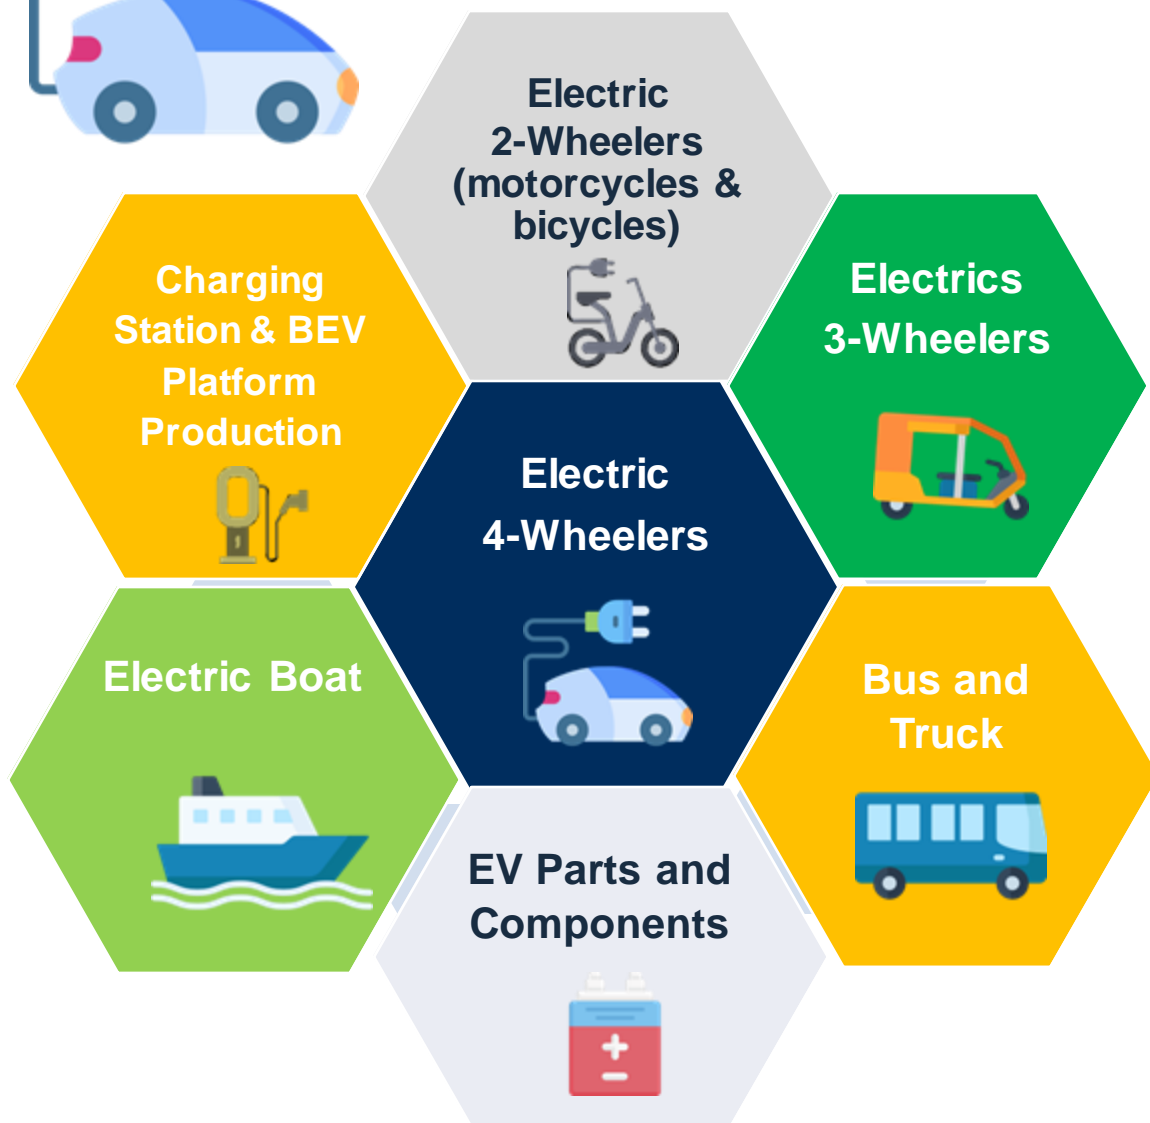 Electric
2-Wheelers
(motorcycles &
bicycles)
Charging
Station & BEV
Platform
Production
Electrics
3-Wheelers
Electric
4-Wheelers
Electric Boat
Bus and
Truck
EV Parts and
Components